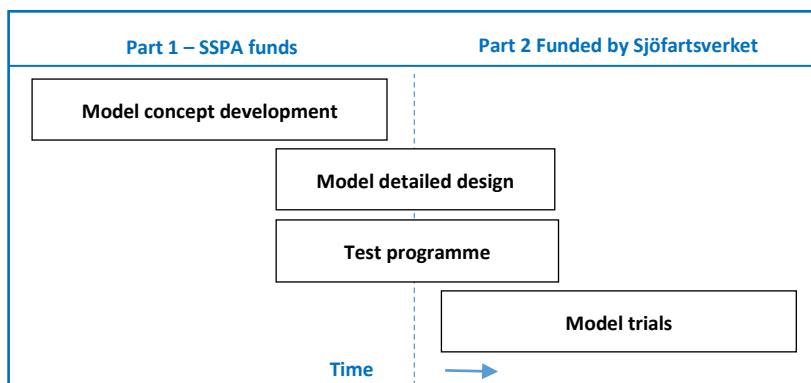 Part 1 – SSPA funds
Part 2 Funded by Sjöfartsverket
Model concept development
Model detailed design
Test programme
Model trials
Time